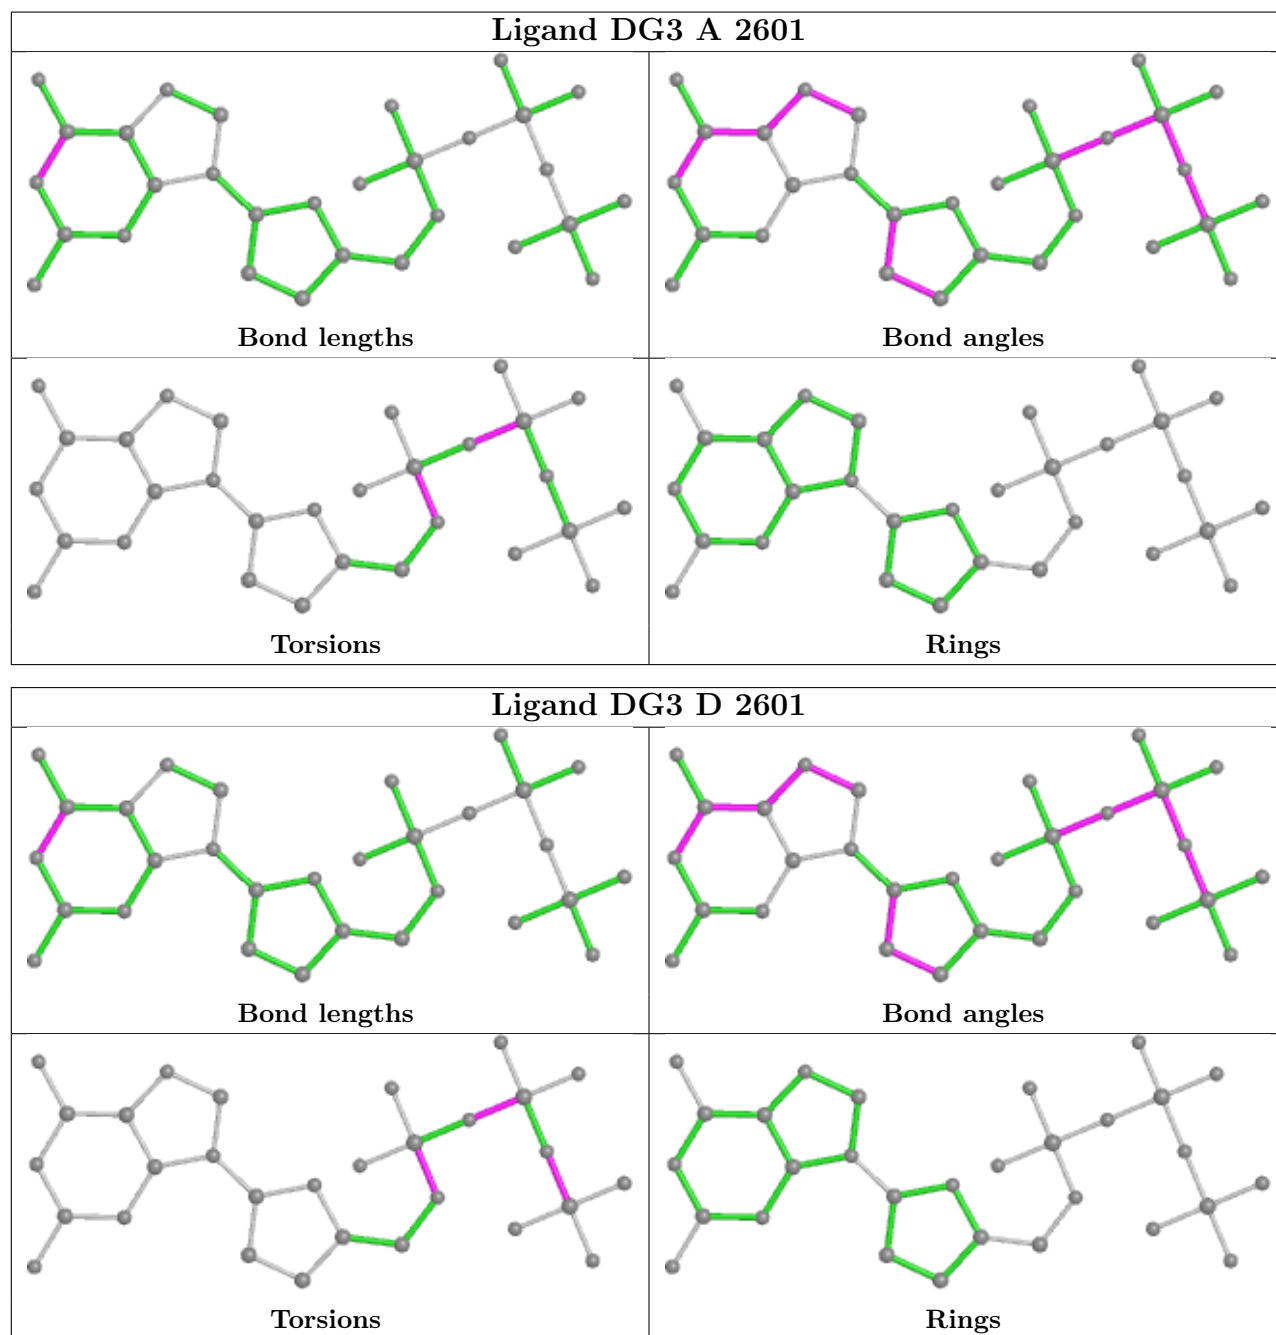 Ligand DG3 A 2601
Bond lengths
Bond angles
Torsions
Rings
Ligand DG3 D 2601
Bond lengths
Bond angles
Torsions
Rings